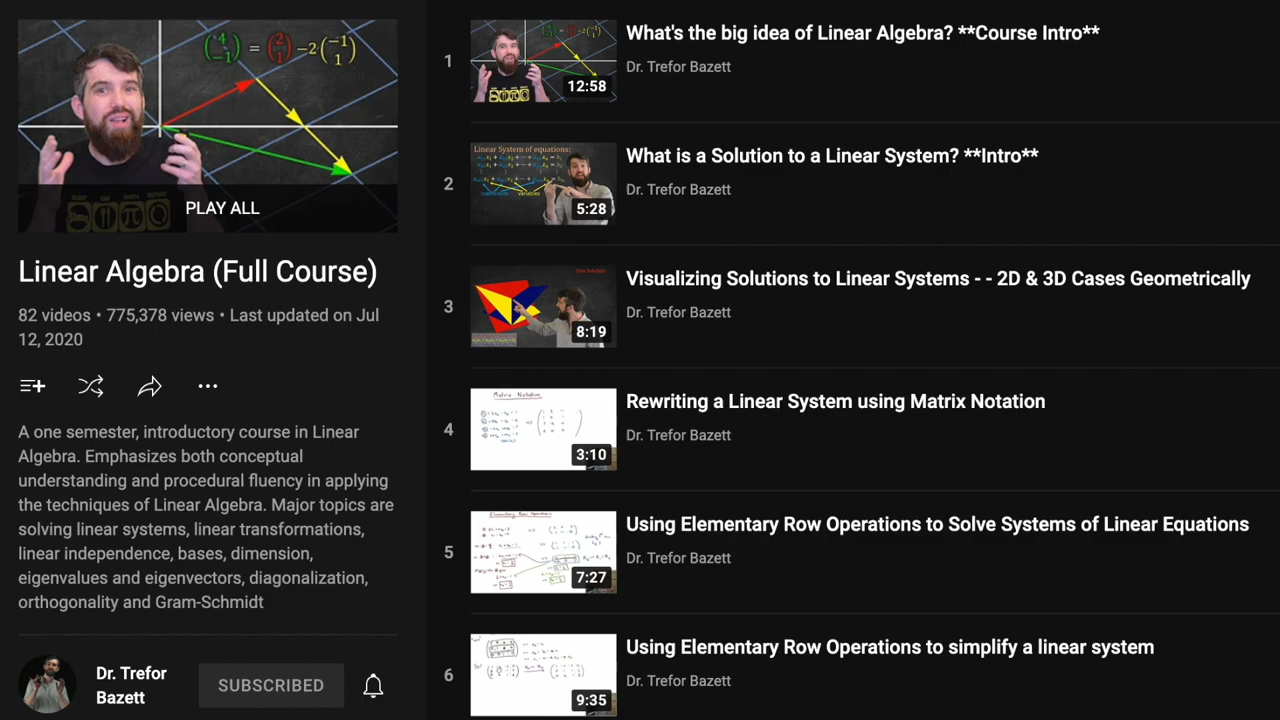 PLAY ALL
Linear Algebra (Full Course)
82 videos • 775,378 views • Last updated on Jul
12, 2020
A one semester, introductory course in Linear
Algebra. Emphasizes both conceptual
understanding and procedural fluency in applying
the techniques of Linear Algebra. Major topics are
solving linear systems, linear transformations,
linear independence, bases, dimension,
eigenvalues and eigenvectors, diagonalization,
orthogonality and Gram-Schmidt
Dr. Trefor
Bazett
SUBSCRIBED
1
12:58
What's the big idea of Linear Algebra? **Course Intro**
Dr. Trefor Bazett
2
Linear System of equations:
variables
5:28
What is a Solution to a Linear System? **Intro**
Dr. Trefor Bazett
3
8:19
Visualizing Solutions to Linear Systems - - 2D & 3D Cases Geometrically
Dr. Trefor Bazett
4
Matrix Notation
3:10
Rewriting a Linear System using Matrix Notation
Dr. Trefor Bazett
5
Elementary Row Operations
7:27
Using Elementary Row Operations to Solve Systems of Linear Equations
Dr. Trefor Bazett
6
9:35
Using Elementary Row Operations to simplify a linear system
Dr. Trefor Bazett